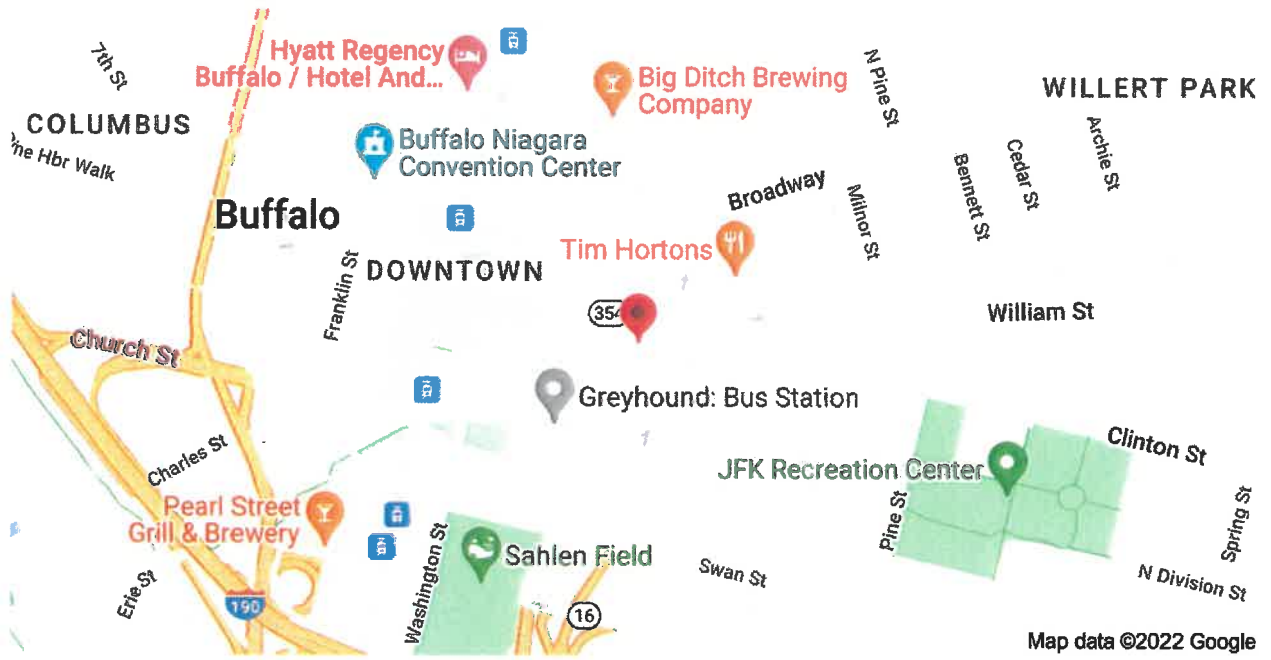 7th St
Hyatt Regency
Buffalo / Hotel And...
Big Ditch Brewing
Company
N Pine St
WILLERT PARK
COLUMBUS
Hbr Walk
Buffalo Niagara
Convention Center
Archie St
Cedar St
Bennett St
Broadway
Milnor St
Buffalo
Tim Hortons
Franklin St
DOWNTOWN
354
William St
Church St
Greyhound: Bus Station
Clinton St
Charles St
JFK Recreation Center
Pearl Street
Grill & Brewery
Pine St
Spring St
Washington St
Sahlen Field
Swan St
N Division St
Erie St
190
16
Map data ©2022 Google